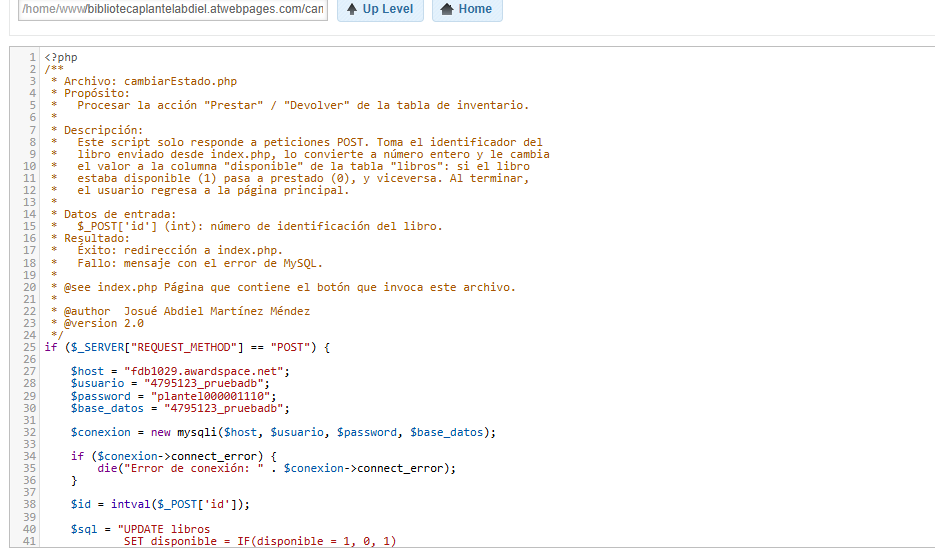 /home/www/bibliotecaplantelabdiel.atwebpages.com/can Up Level Home
1 <?php
2 /**
3  * Archivo: cambiarEstado.php
4  * Propósito:
5  *   Procesar la acción "Prestar" / "Devolver" de la tabla de inventario.
6  *
7  * Descripción:
8  *   Este script solo responde a peticiones POST. Toma el identificador del
9  *   libro enviado desde index.php, lo convierte a número entero y le cambia
10  *   el valor a la columna "disponible" de la tabla "libros": si el libro
11  *   estaba disponible (1) pasa a prestado (0), y viceversa. Al terminar,
12  *   el usuario regresa a la página principal.
13  *
14  * Datos de entrada:
15  *   $_POST['id'] (int): número de identificación del libro.
16  * Resultado:
17  *   Éxito: redirección a index.php.
18  *   Fallo: mensaje con el error de MySQL.
19  *
20  * @see index.php Página que contiene el botón que invoca este archivo.
21  *
22  * @author  Josué Abdiel Martínez Méndez
23  * @version 2.0
24  */
25 if ($_SERVER["REQUEST_METHOD"] == "POST") {
26
27     $host = "fdb1029.awardspace.net";
28     $usuario = "4795123_pruebadb";
29     $password = "plantel000001110";
30     $base_datos = "4795123_pruebadb";
31
32     $conexion = new mysqli($host, $usuario, $password, $base_datos);
33
34     if ($conexion->connect_error) {
35         die("Error de conexión: " . $conexion->connect_error);
36     }
37
38     $id = intval($_POST['id']);
39
40     $sql = "UPDATE libros
41             SET disponible = IF(disponible = 1, 0, 1)